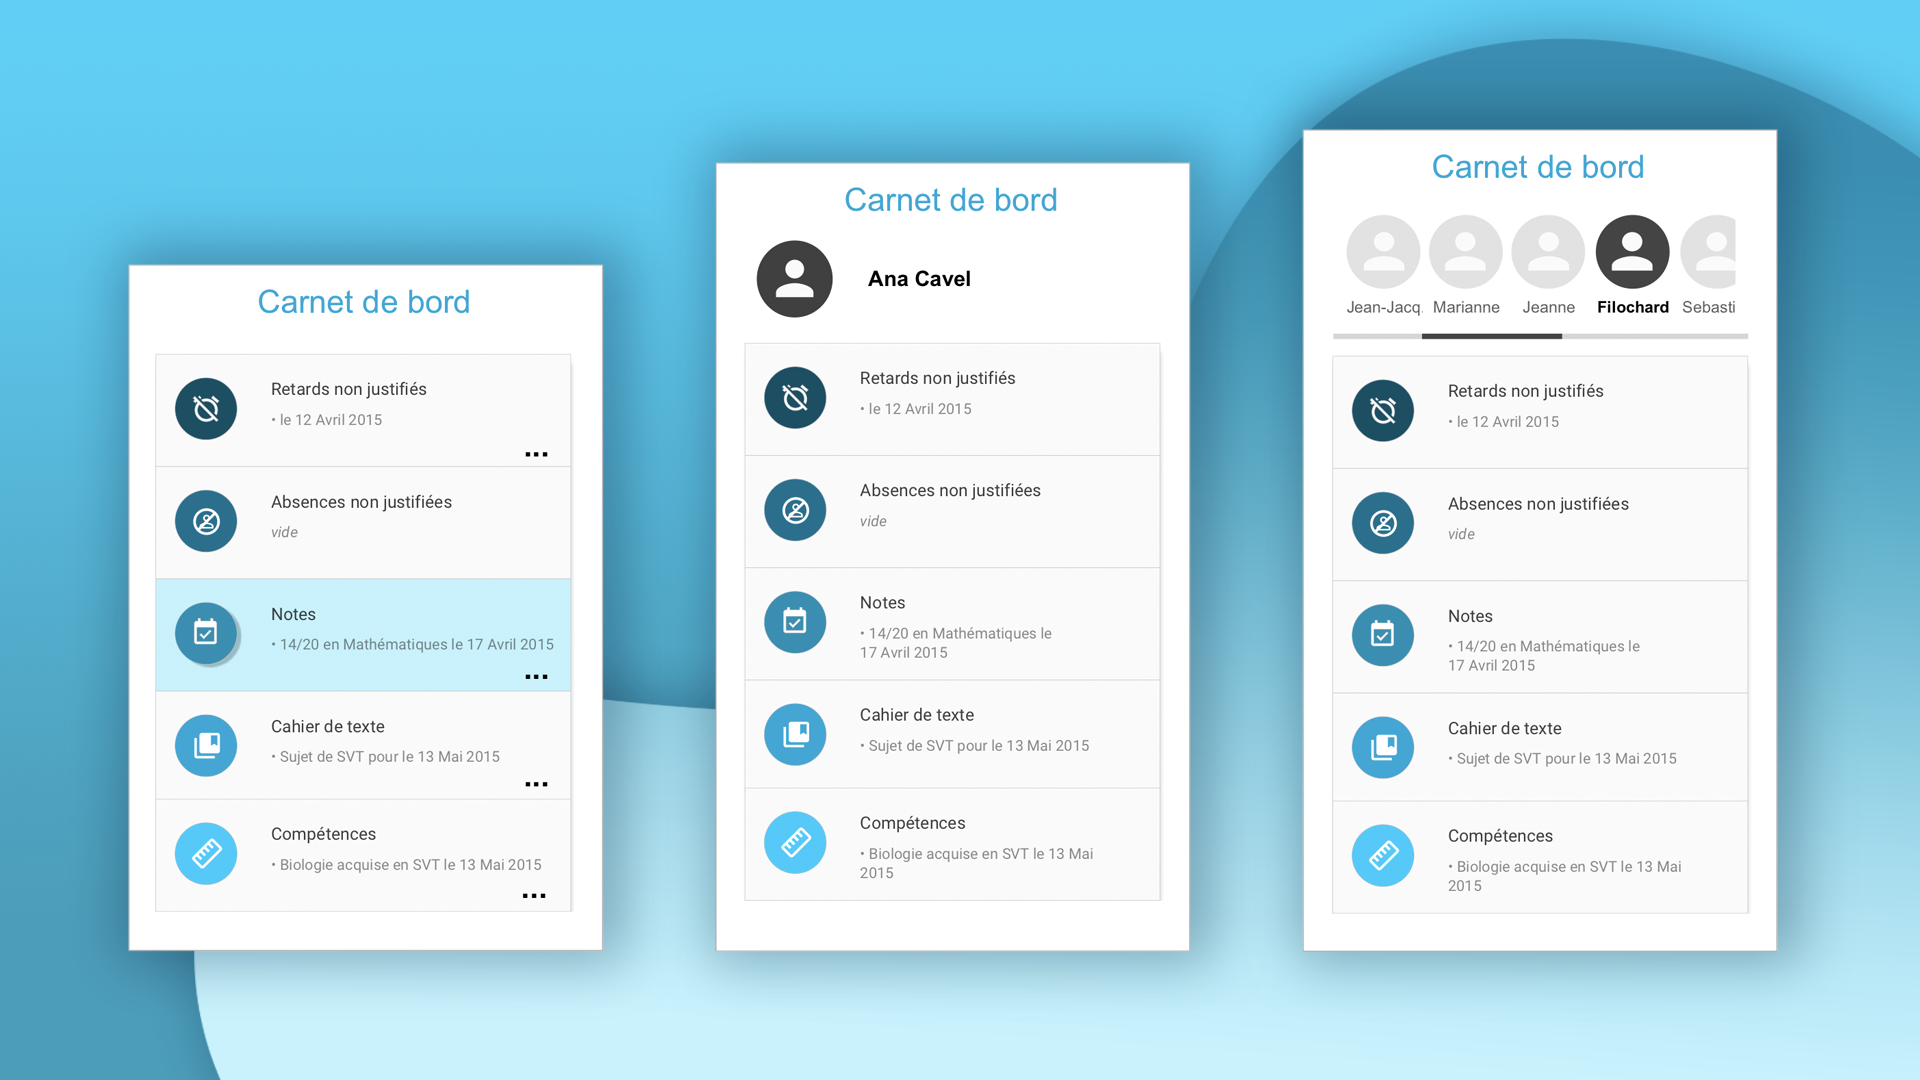 Carnet de bord
Retards non justifiés
• le 12 Avril 2015
...
Absences non justifiées
vide
Notes
• 14/20 en Mathématiques le 17 Avril 2015
...
Cahier de texte
• Sujet de SVT pour le 13 Mai 2015
...
Compétences
• Biologie acquise en SVT le 13 Mai 2015
...
Carnet de bord
Ana Cavel
Retards non justifiés
• le 12 Avril 2015
Absences non justifiées
vide
Notes
• 14/20 en Mathématiques le
17 Avril 2015
Cahier de texte
• Sujet de SVT pour le 13 Mai 2015
Compétences
• Biologie acquise en SVT le 13 Mai
2015
Carnet de bord
Jean-Jacq. Marianne Jeanne Filochard Sebasti
Retards non justifiés
• le 12 Avril 2015
Absences non justifiées
vide
Notes
• 14/20 en Mathématiques le
17 Avril 2015
Cahier de texte
• Sujet de SVT pour le 13 Mai 2015
Compétences
• Biologie acquise en SVT le 13 Mai
2015